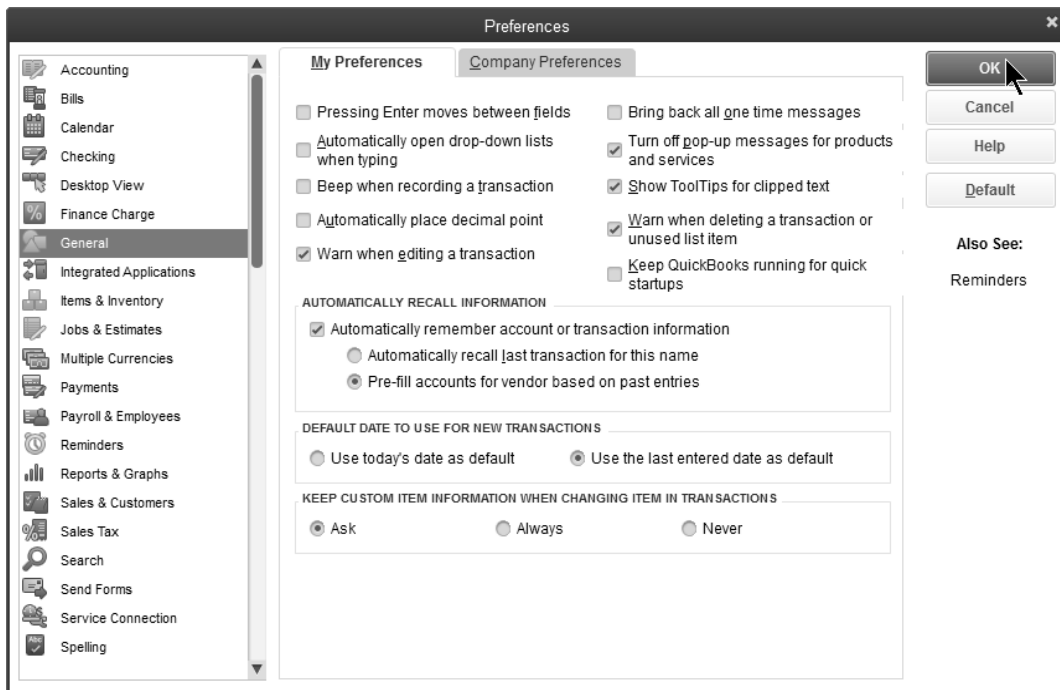 Preferences
Accounting
Bills
Calendar
Checking
Desktop View
Finance Charge
General
Integrated Applications
Items & Inventory
Jobs & Estimates
Multiple Currencies
Payments
Payroll & Employees
Reminders
Reports & Graphs
Sales & Customers
Sales Tax
Search
Send Forms
Service Connection
Spelling
My Preferences
Company Preferences
Pressing Enter moves between fields
Automatically open drop-down lists
when typing
Beep when recording a transaction
Automatically place decimal point
Warn when editing a transaction
Bring back all one time messages
Turn off pop-up messages for products
and services
Show ToolTips for clipped text
Warn when deleting a transaction or
unused list item
Keep QuickBooks running for quick
startups
AUTOMATICALLY RECALL INFORMATION
Automatically remember account or transaction information
Automatically recall last transaction for this name
Pre-fill accounts for vendor based on past entries
DEFAULT DATE TO USE FOR NEW TRANSACTIONS
Use today's date as default
Use the last entered date as default
KEEP CUSTOM ITEM INFORMATION WHEN CHANGING ITEM IN TRANSACTIONS
Ask
Always
Never
OK
Cancel
Help
Default
Also See:
Reminders